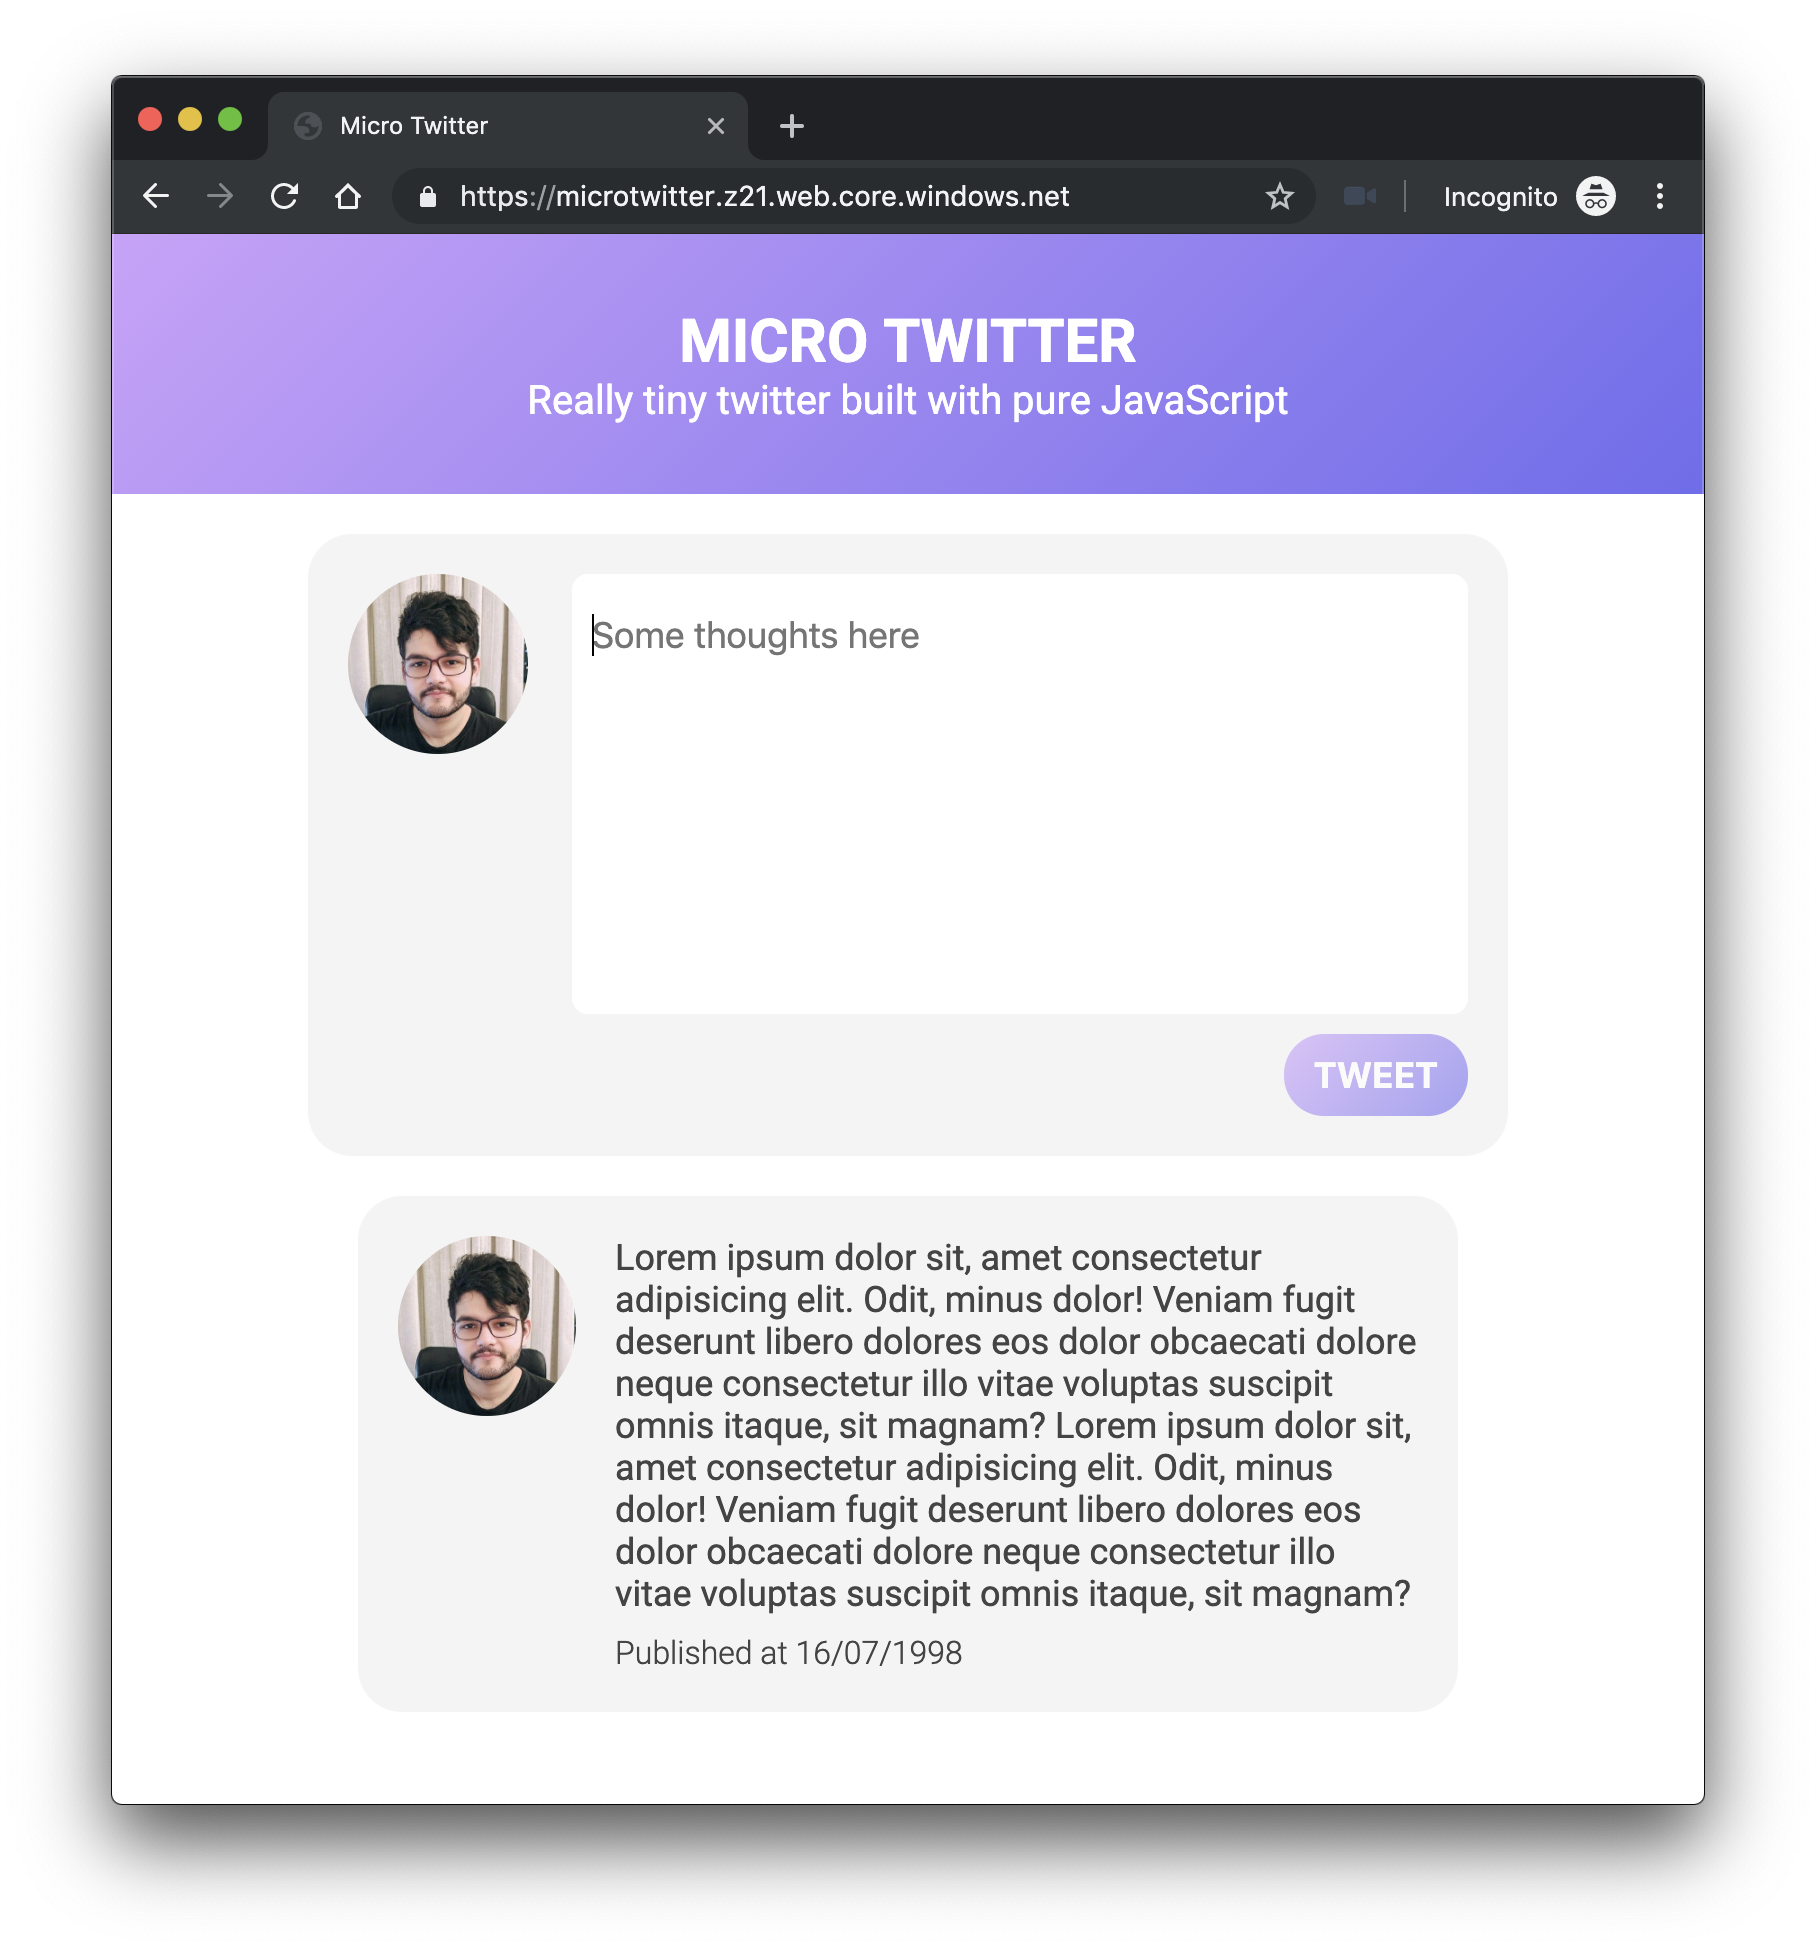 Micro Twitter
https://microtwitter.z21.web.core.windows.net
Incognito
MICRO TWITTER
Really tiny twitter built with pure JavaScript
Some thoughts here
TWEET
Lorem ipsum dolor sit, amet consectetur
adipisicing elit. Odit, minus dolor! Veniam fugit
deserunt libero dolores eos dolor obcaecati dolore
neque consectetur illo vitae voluptas suscipit
omnis itaque, sit magnam? Lorem ipsum dolor sit,
amet consectetur adipisicing elit. Odit, minus
dolor! Veniam fugit deserunt libero dolores eos
dolor obcaecati dolore neque consectetur illo
vitae voluptas suscipit omnis itaque, sit magnam?
Published at 16/07/1998